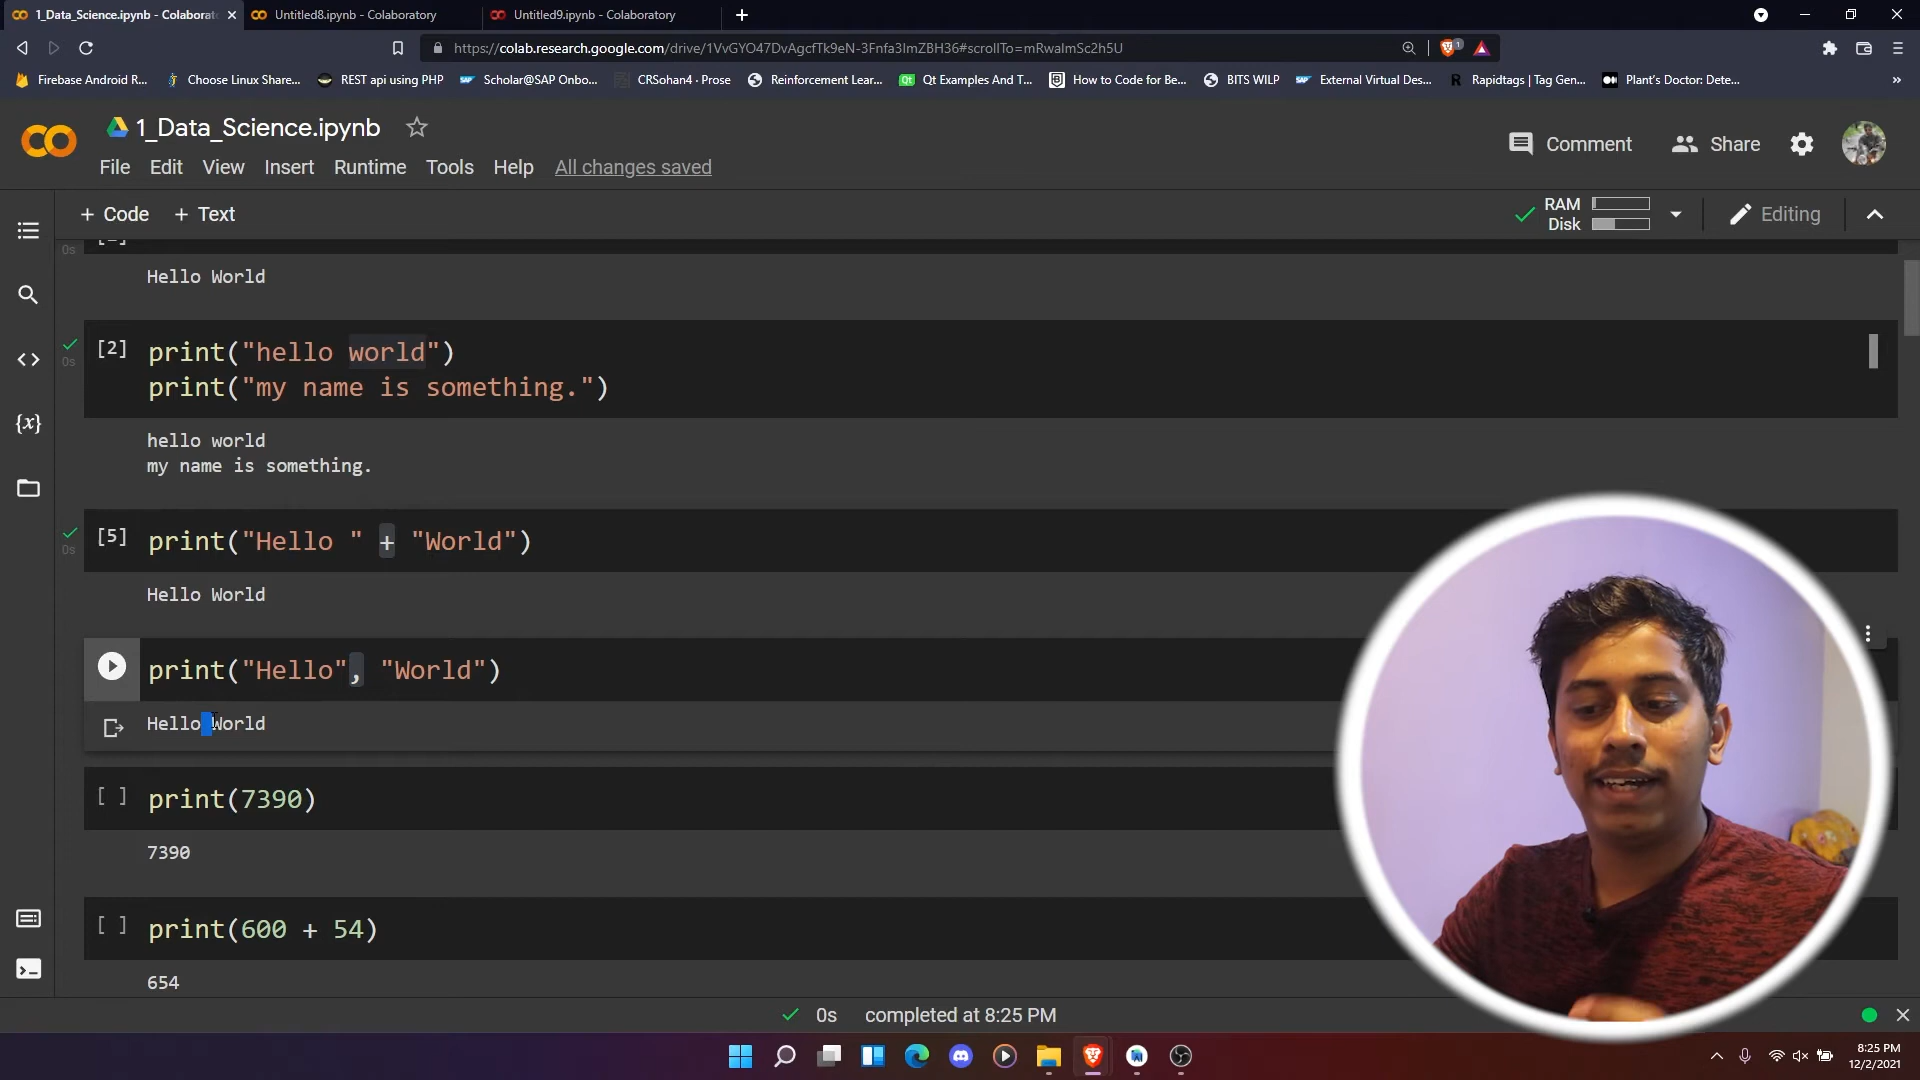 1_Data_Science.ipynb - Colaborat
Untitled8.ipynb - Colaboratory
Untitled9.ipynb - Colaboratory
https://colab.research.google.com/drive/1VvGYO47DvAgcfTk9eN-3Fnfa3lmZBH36#scrollTo=mRwalmSc2h5U
1
Firebase Android R...
Choose Linux Share...
REST api using PHP
Scholar@SAP Onbo...
CRSohan4 - Prose
Reinforcement Lear...
Qt Examples And T...
How to Code for Be...
BITS WILP
External Virtual Des...
Rapidtags | Tag Gen...
Plant's Doctor: Dete...
1_Data_Science.ipynb
Comment
Share
File Edit View Insert Runtime Tools Help All changes saved
+ Code + Text
RAM
Disk
Editing
0s
Hello World
[2] print("hello world")
0s
print("my name is something.")
hello world
my name is something.
[5] print("Hello " + "World")
0s
Hello World
print("Hello", "World")
Hello World
[ ] print(7390)
7390
[ ] print(600 + 54)
654
0s completed at 8:25 PM
8:25 PM
12/2/2021